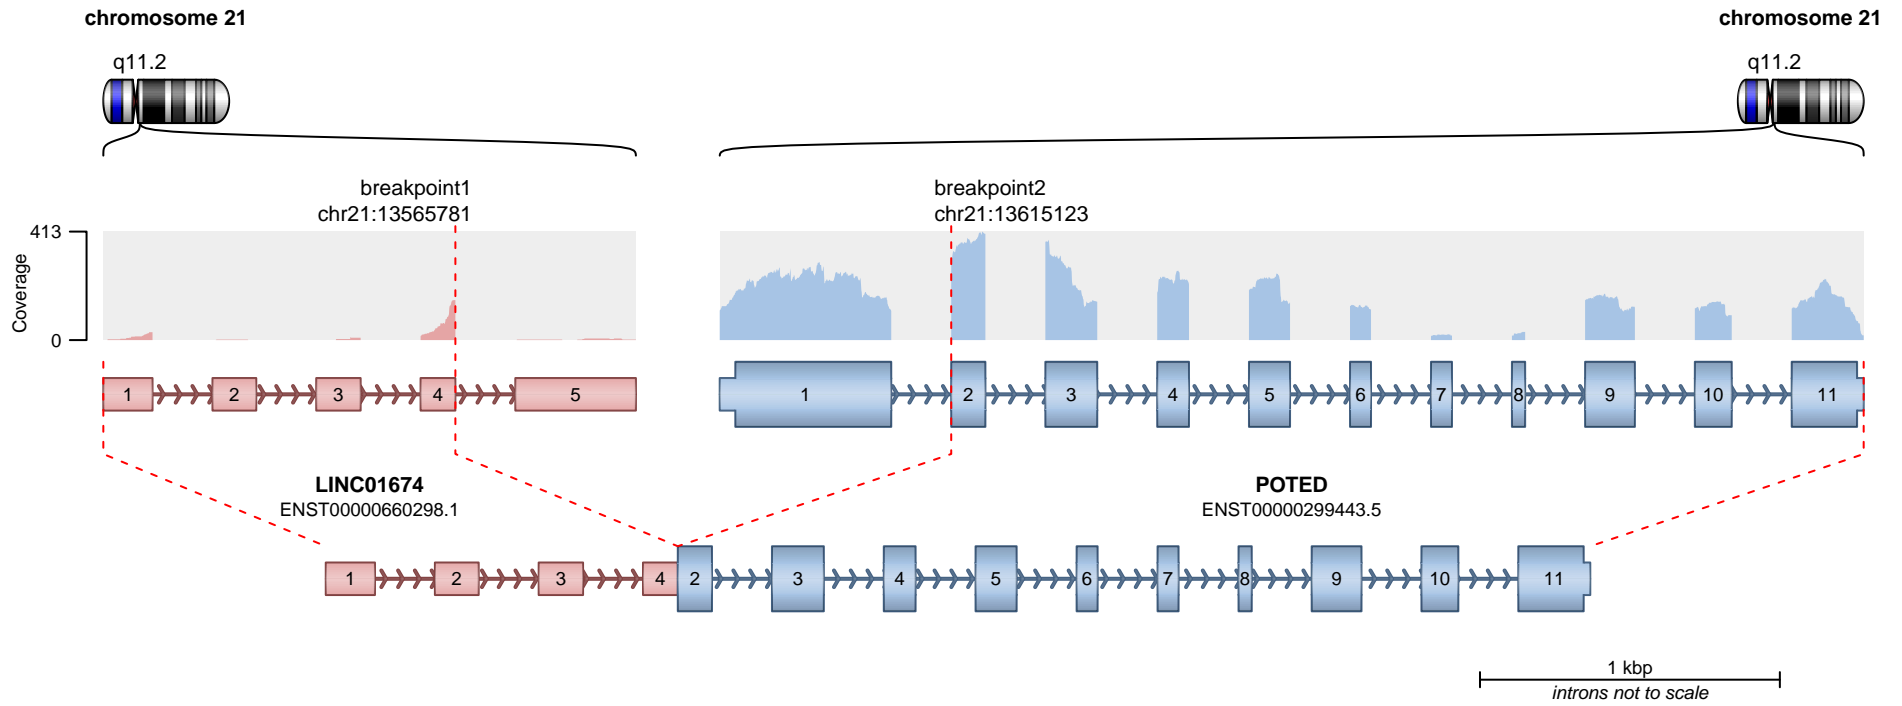 chromosome 21
chromosome 21
q11.2
q11.2
breakpoint1
chr21:13565781
breakpoint2
chr21:13615123
413
0
Coverage
1 2 3 4 5
1 2 3 4 5 6 7 8 9 10 11
LINC01674
ENST00000660298.1
POTED
ENST00000299443.5
1 2 3 4 2 3 4 5 6 7 8 9 10 11
1 kbp
introns not to scale